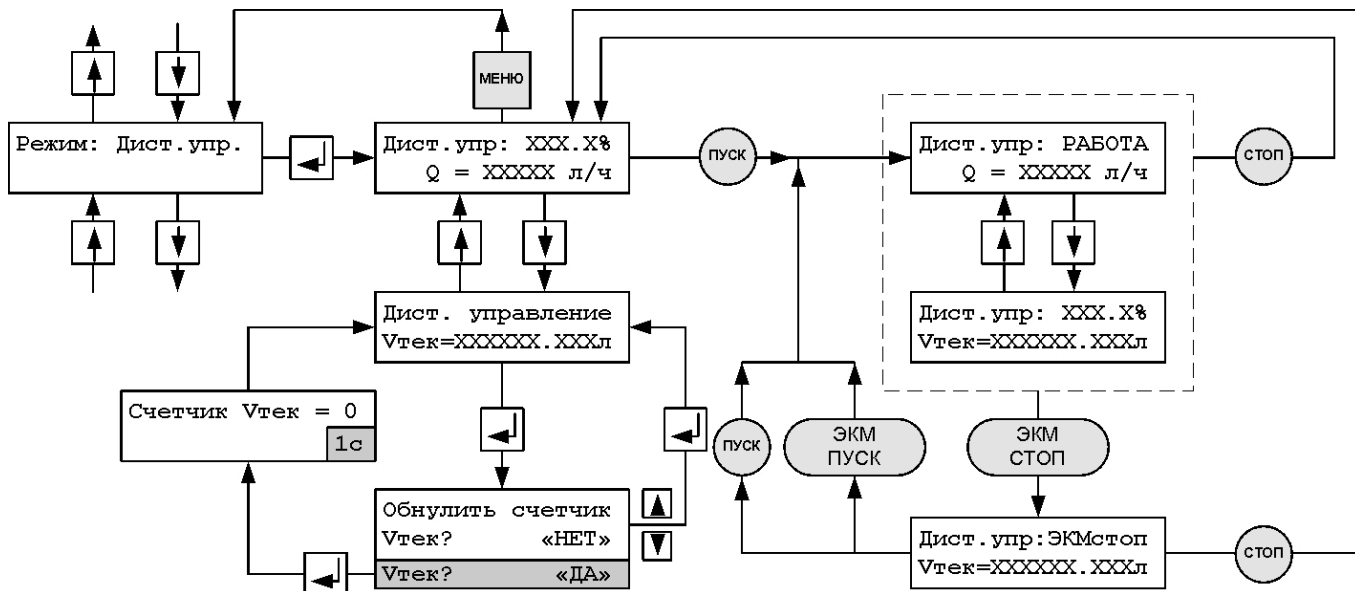 МЕНЮ
Режим: Дист.упр.
Дист.упр: XXX.X%
Q = XXXXX л/ч
ПУСК
Дист.упр: РАБОТА
Q = XXXXX л/ч
СТОП
Дист. управление
Vтек=XXXXXX.XXXл
Дист.упр: XXX.X%
Vтек=XXXXXX.XXXл
Счетчик Vтек = 0
1с
ПУСК
ЭКМ
ПУСК
ЭКМ
СТОП
Обнулить счетчик
Vтек? «НЕТ»
Vтек? «ДА»
Дист.упр:ЭКМстоп
Vтек=XXXXXX.XXXл
СТОП